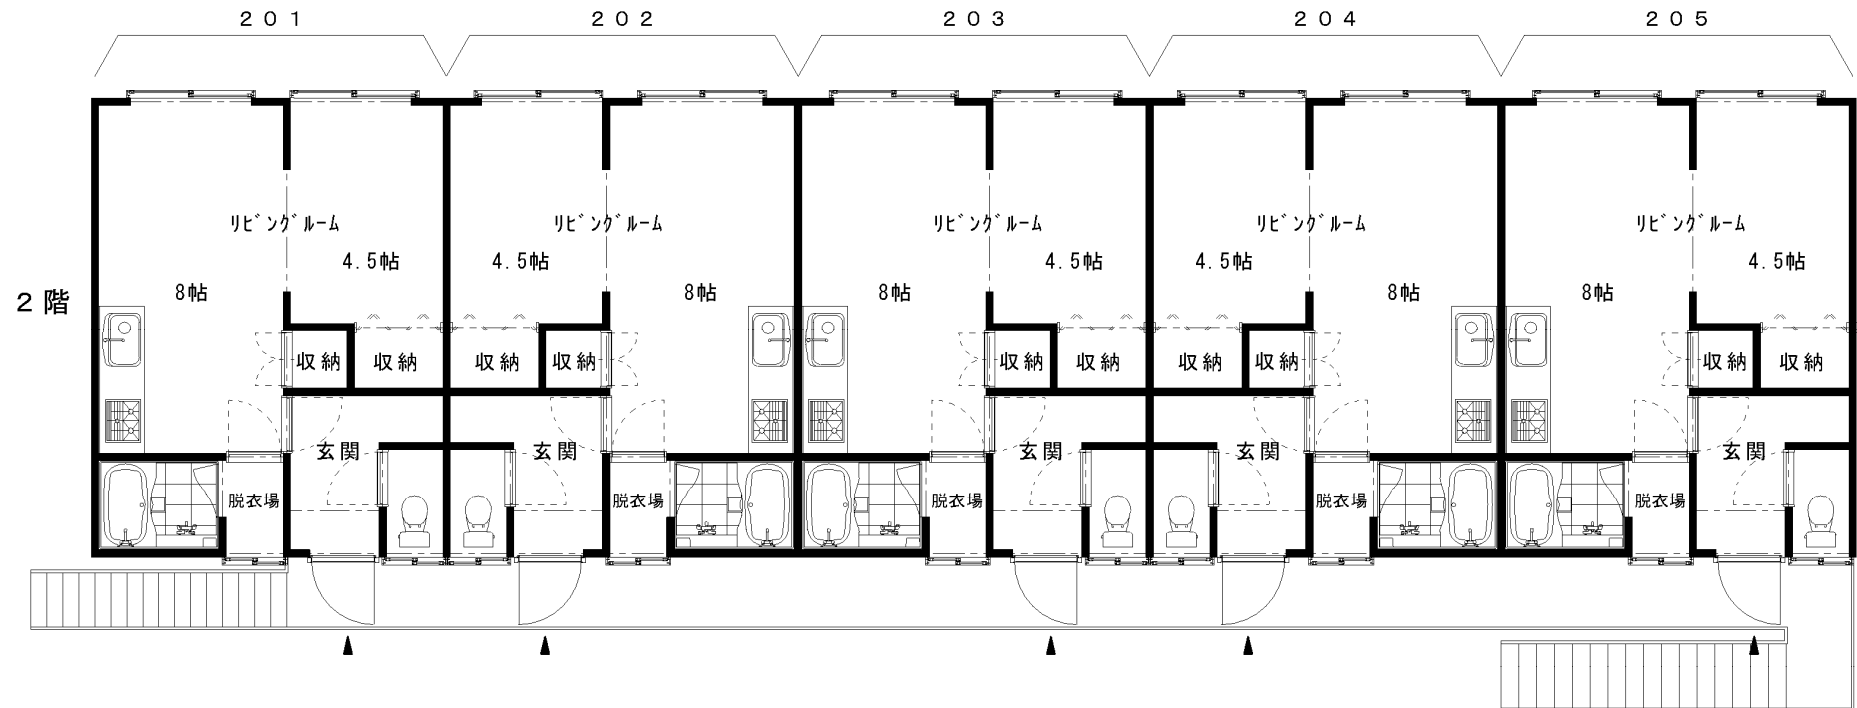 ２０１
２０２
２０３
２０４
２０５
ﾘﾋﾞﾝｸﾞﾙｰﾑ
ﾘﾋﾞﾝｸﾞﾙｰﾑ
ﾘﾋﾞﾝｸﾞﾙｰﾑ
ﾘﾋﾞﾝｸﾞﾙｰﾑ
ﾘﾋﾞﾝｸﾞﾙｰﾑ
4.5帖
4.5帖
4.5帖
4.5帖
4.5帖
２階
8帖
8帖
8帖
8帖
8帖
収納
収納
収納
収納
収納
収納
収納
収納
収納
収納
玄関
玄関
玄関
玄関
玄関
脱衣場
脱衣場
脱衣場
脱衣場
脱衣場